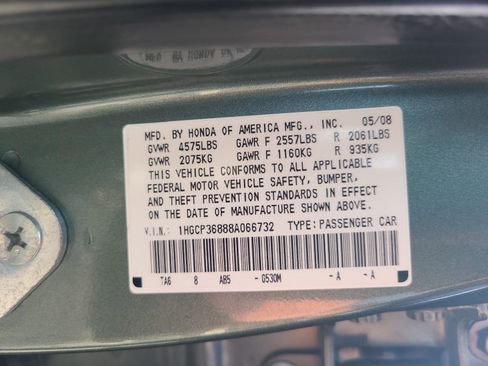 MFD. BY HONDA OF AMERICA MFG., INC. 05/08
GVWR 4575LBS GAWR F 2557LBS R 2061LBS
GVWR 2075KG GAWR F 1160KG R 935KG
THIS VEHICLE CONFORMS TO ALL APPLICABLE
FEDERAL MOTOR VEHICLE SAFETY, BUMPER,
AND THEFT PREVENTION STANDARDS IN EFFECT
ON THE DATE OF MANUFACTURE SHOWN ABOVE.
V.I.N.: 1HGCP36888A066732 TYPE: PASSENGER CAR
TA6 8 AB5 - G530M - A - A